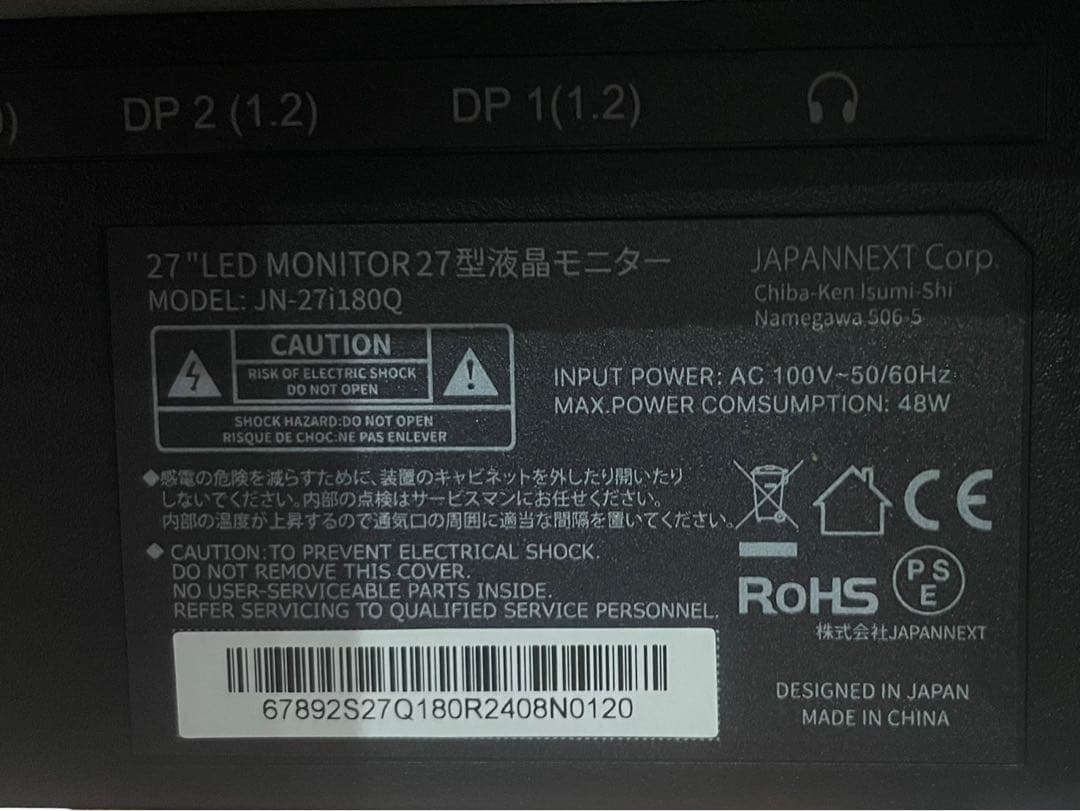 DP 2 (1.2)
DP 1(1.2)
27"LED MONITOR 27型液晶モニター
MODEL: JN-27i180Q
JAPANNEXT Corp.
Chiba-Ken Isumi-Shi
Namegawa 506-5
CAUTION
RISK OF ELECTRIC SHOCK
DO NOT OPEN
SHOCK HAZARD:DO NOT OPEN
RISQUE DE CHOC:NE PAS ENLEVER
INPUT POWER: AC 100V~50/60Hz
MAX.POWER COMSUMPTION: 48W
◆感電の危険を減らすために、装置のキャビネットを外したり開いたり
しないでください。内部の点検はサービスマンにお任せください。
内部の温度が上昇するので通気口の周囲に適当な間隔を置いてください。
◆ CAUTION:TO PREVENT ELECTRICAL SHOCK.
DO NOT REMOVE THIS COVER.
NO USER-SERVICEABLE PARTS INSIDE.
REFER SERVICING TO QUALIFIED SERVICE PERSONNEL.
CE
RoHS
PSE
株式会社JAPANNEXT
67892S27Q180R2408N0120
DESIGNED IN JAPAN
MADE IN CHINA